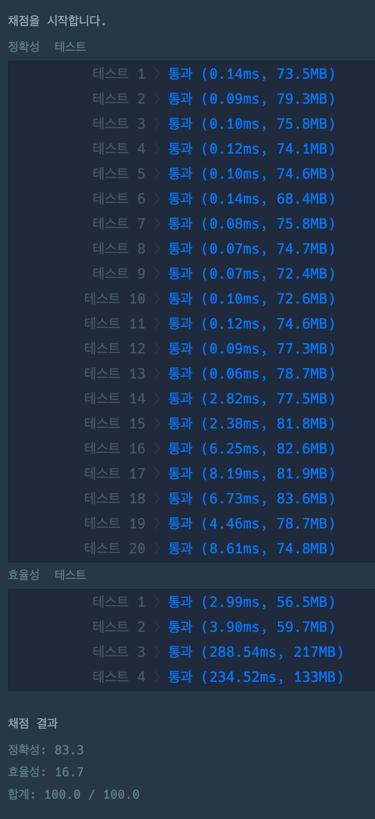 채점을 시작합니다.
정확성 테스트
테스트 1 > 통과 (0.14ms, 73.5MB)
테스트 2 > 통과 (0.09ms, 79.3MB)
테스트 3 > 통과 (0.10ms, 75.8MB)
테스트 4 > 통과 (0.12ms, 74.1MB)
테스트 5 > 통과 (0.10ms, 74.6MB)
테스트 6 > 통과 (0.14ms, 68.4MB)
테스트 7 > 통과 (0.08ms, 75.8MB)
테스트 8 > 통과 (0.07ms, 74.7MB)
테스트 9 > 통과 (0.07ms, 72.4MB)
테스트 10 > 통과 (0.10ms, 72.6MB)
테스트 11 > 통과 (0.12ms, 74.6MB)
테스트 12 > 통과 (0.09ms, 77.3MB)
테스트 13 > 통과 (0.06ms, 78.7MB)
테스트 14 > 통과 (2.82ms, 77.5MB)
테스트 15 > 통과 (2.38ms, 81.8MB)
테스트 16 > 통과 (6.25ms, 82.6MB)
테스트 17 > 통과 (8.19ms, 81.9MB)
테스트 18 > 통과 (6.73ms, 83.6MB)
테스트 19 > 통과 (4.46ms, 78.7MB)
테스트 20 > 통과 (8.61ms, 74.8MB)
효율성 테스트
테스트 1 > 통과 (2.99ms, 56.5MB)
테스트 2 > 통과 (3.90ms, 59.7MB)
테스트 3 > 통과 (288.54ms, 217MB)
테스트 4 > 통과 (234.52ms, 133MB)
채점 결과
정확성: 83.3
효율성: 16.7
합계: 100.0 / 100.0